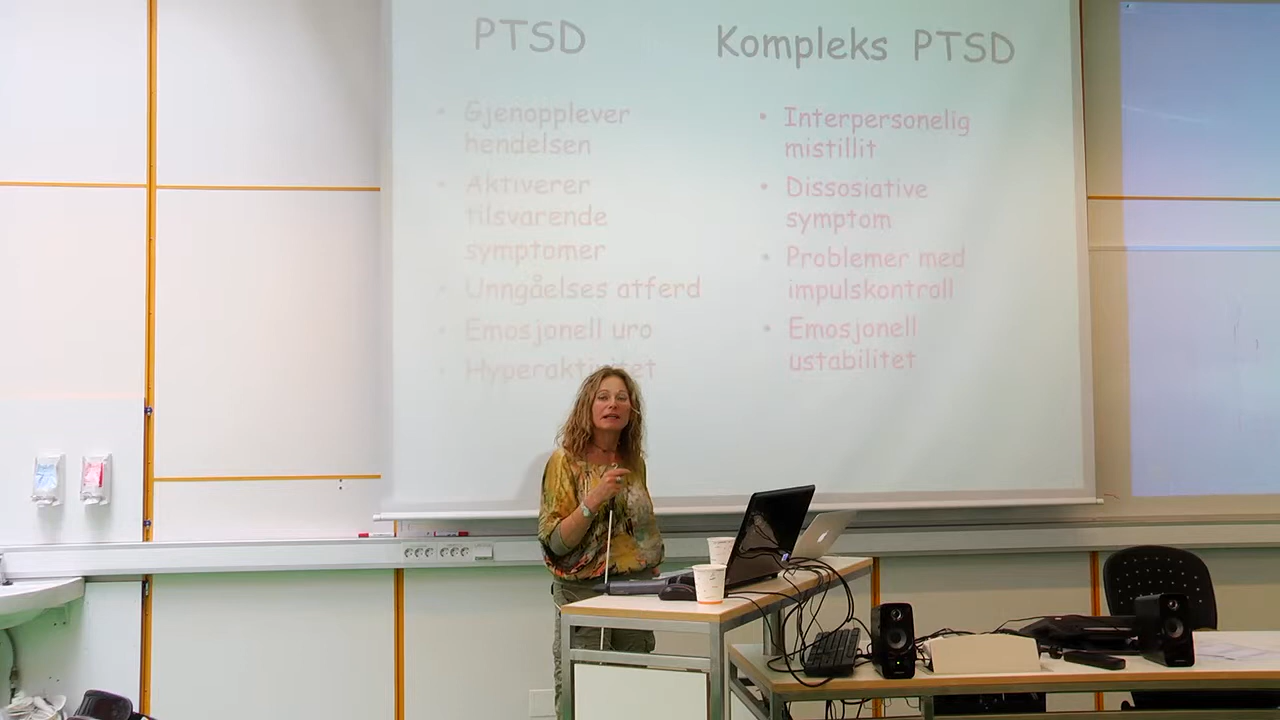 PTSD
• Gjenopplever
hendelsen
• Aktiverer
tilsvarende
symptomer
• Unngåelses atferd
• Emosjonell uro
• Hyperaktivitet
Kompleks PTSD
• Interpersonelig
mistillit
• Dissosiative
symptom
• Problemer med
impulskontroll
• Emosjonell
ustabilitet